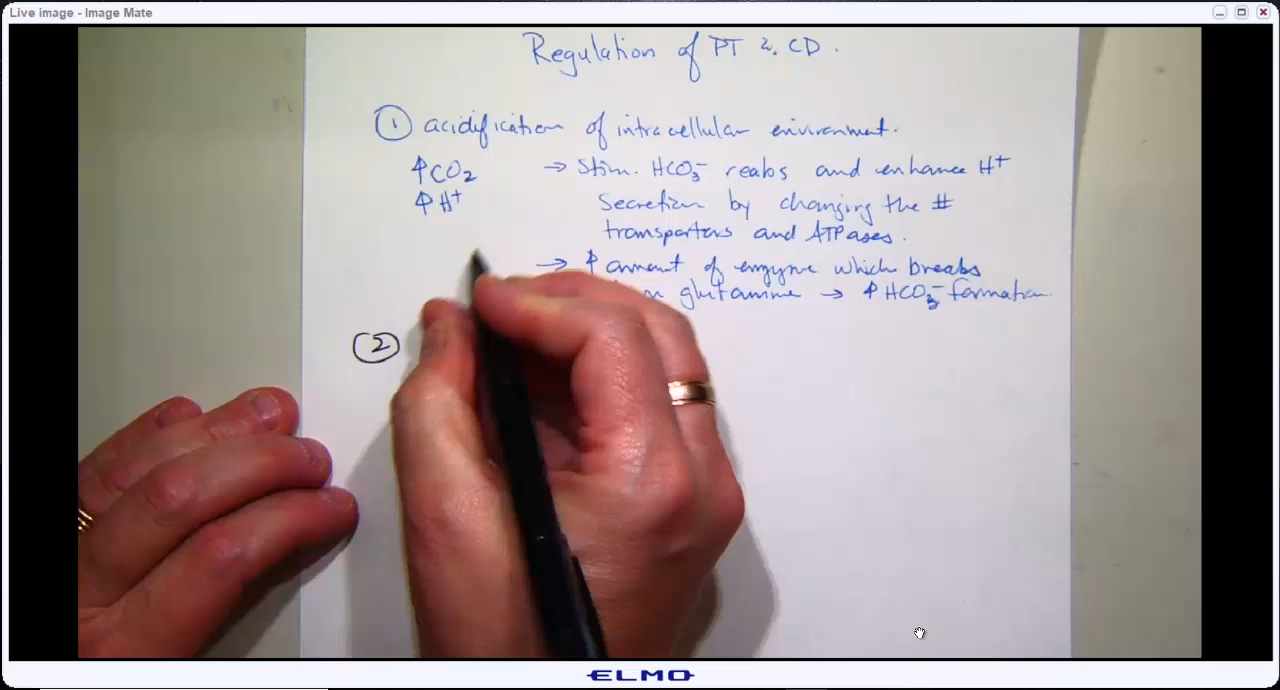 Live image - Image Mate
Regulation of PT & CD.
① acidification of intracellular environment.
↑CO₂ → Stim. HCO₃⁻ reabs and enhance H⁺
↑H⁺ Secretion by changing the #
transporters and ATPases.
→ ↑ amount of enzyme which breaks
glutamine → ↑ HCO₃⁻ formation
②
ELMO